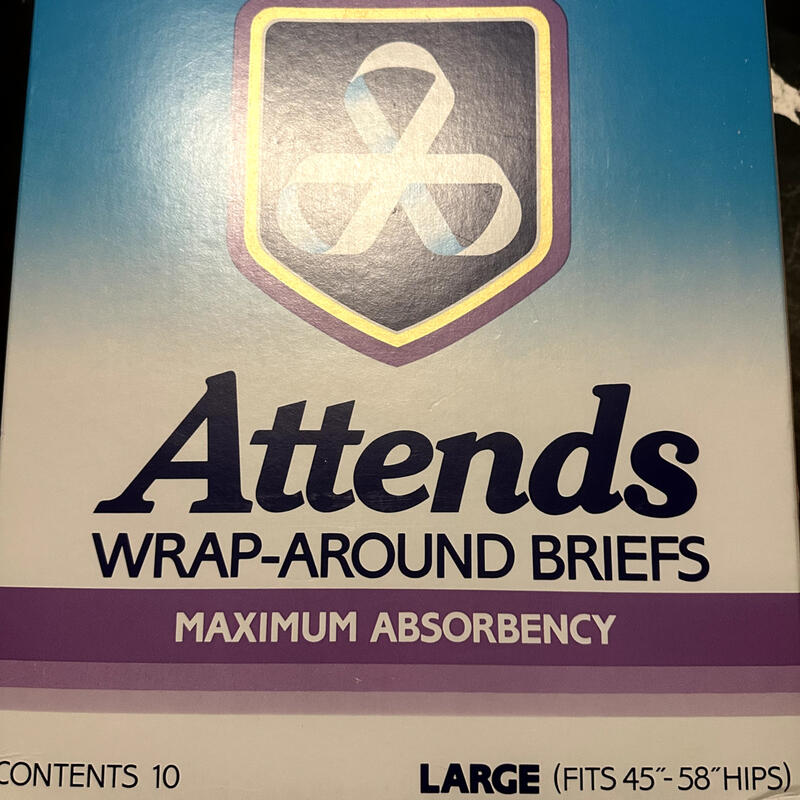 Attends
WRAP-AROUND BRIEFS
MAXIMUM ABSORBENCY
CONTENTS 10
LARGE (FITS 45"-58"HIPS)